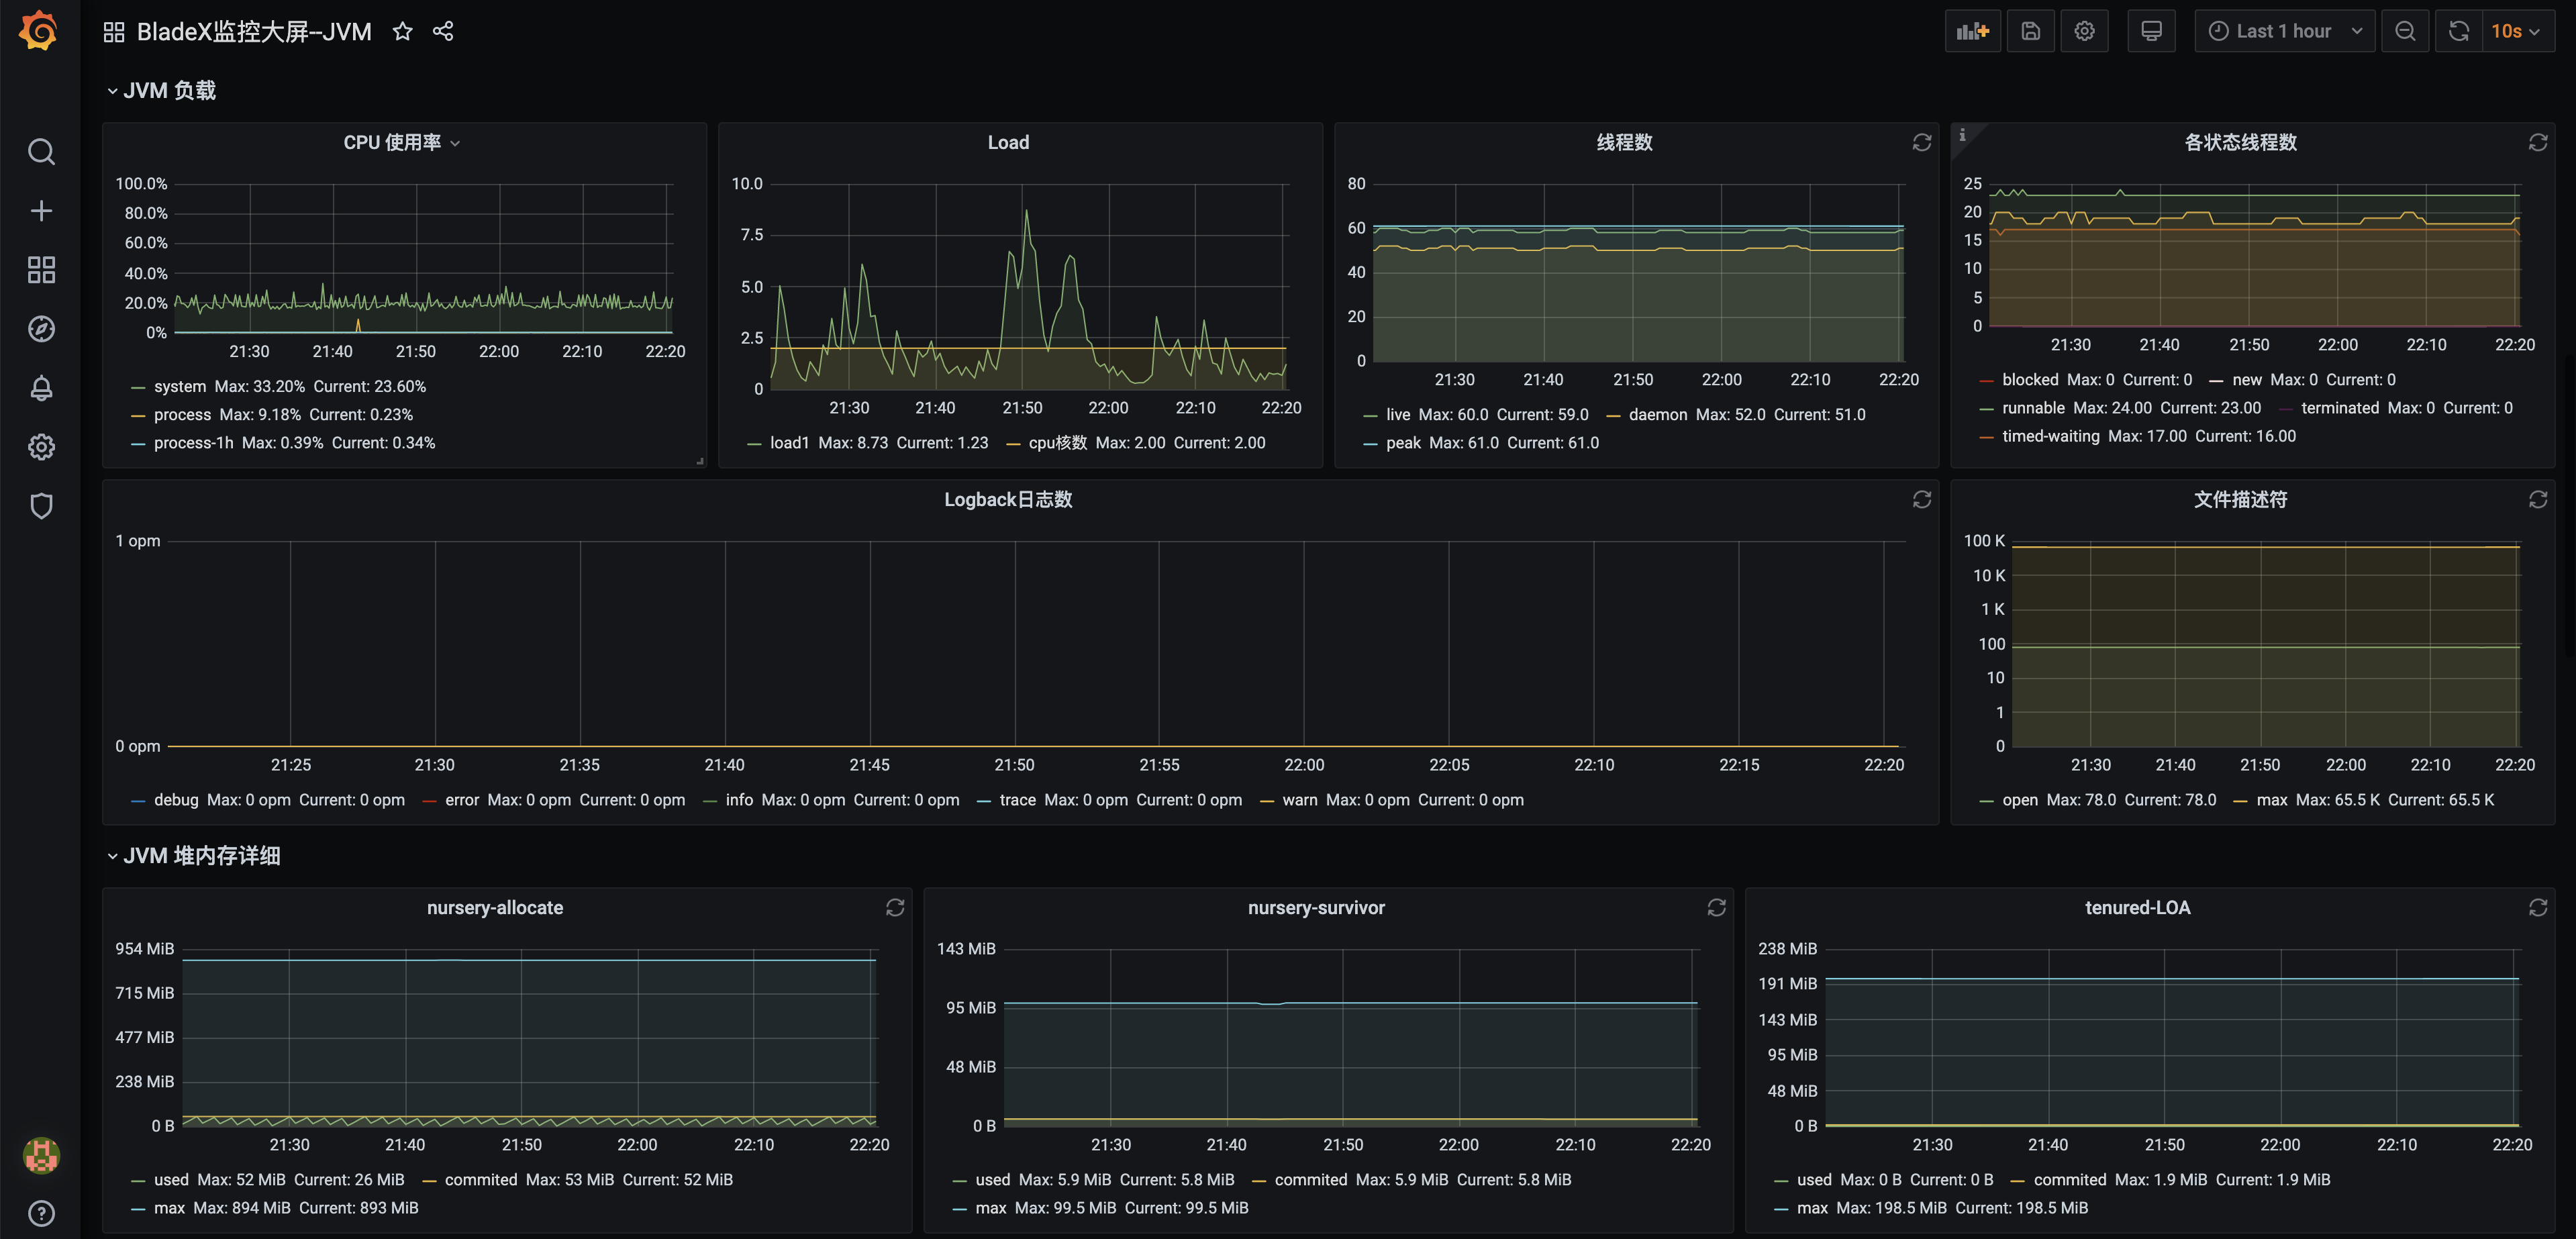 BladeX监控大屏--JVM
Last 1 hour
10s
JVM 负载
CPU 使用率
100.0%
80.0%
60.0%
40.0%
20.0%
0%
21:30 21:40 21:50 22:00 22:10 22:20
system Max: 33.20% Current: 23.60%
process Max: 9.18% Current: 0.23%
process-1h Max: 0.39% Current: 0.34%
Load
10.0
7.5
5.0
2.5
0
21:30 21:40 21:50 22:00 22:10 22:20
load1 Max: 8.73 Current: 1.23 cpu核数 Max: 2.00 Current: 2.00
线程数
80
60
40
20
0
21:30 21:40 21:50 22:00 22:10 22:20
live Max: 60.0 Current: 59.0 daemon Max: 52.0 Current: 51.0
peak Max: 61.0 Current: 61.0
i
各状态线程数
25
20
15
10
5
0
21:30 21:40 21:50 22:00 22:10 22:20
blocked Max: 0 Current: 0 new Max: 0 Current: 0
runnable Max: 24.00 Current: 23.00 terminated Max: 0 Current: 0
timed-waiting Max: 17.00 Current: 16.00
Logback日志数
1 opm
0 opm
21:25 21:30 21:35 21:40 21:45 21:50 21:55 22:00 22:05 22:10 22:15 22:20
debug Max: 0 opm Current: 0 opm error Max: 0 opm Current: 0 opm info Max: 0 opm Current: 0 opm trace Max: 0 opm Current: 0 opm warn Max: 0 opm Current: 0 opm
文件描述符
100 K
10 K
1 K
100
10
1
0
21:30 21:40 21:50 22:00 22:10 22:20
open Max: 78.0 Current: 78.0 max Max: 65.5 K Current: 65.5 K
JVM 堆内存详细
nursery-allocate
954 MiB
715 MiB
477 MiB
238 MiB
0 B
21:30 21:40 21:50 22:00 22:10 22:20
used Max: 52 MiB Current: 26 MiB commited Max: 53 MiB Current: 52 MiB
max Max: 894 MiB Current: 893 MiB
nursery-survivor
143 MiB
95 MiB
48 MiB
0 B
21:30 21:40 21:50 22:00 22:10 22:20
used Max: 5.9 MiB Current: 5.8 MiB commited Max: 5.9 MiB Current: 5.8 MiB
max Max: 99.5 MiB Current: 99.5 MiB
tenured-LOA
238 MiB
191 MiB
143 MiB
95 MiB
48 MiB
0 B
21:30 21:40 21:50 22:00 22:10 22:20
used Max: 0 B Current: 0 B commited Max: 1.9 MiB Current: 1.9 MiB
max Max: 198.5 MiB Current: 198.5 MiB